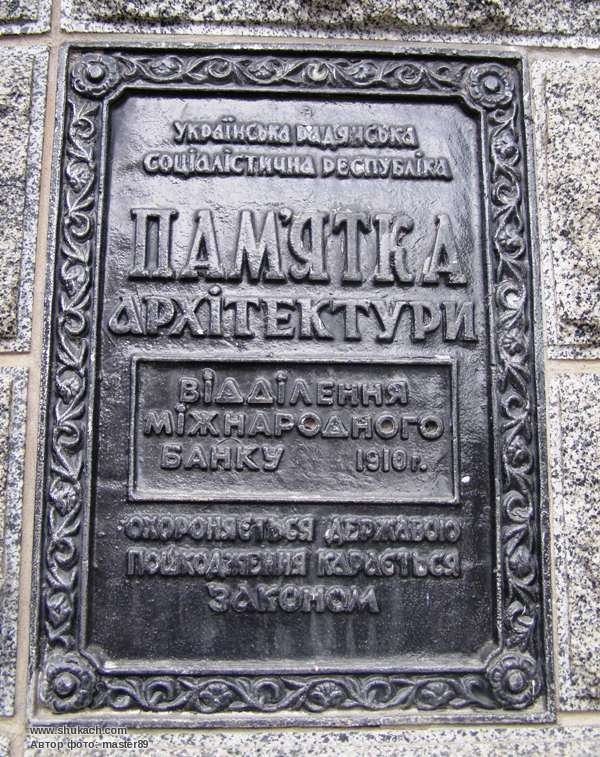 УКРАЇНСЬКА РАДЯНСЬКА
СОЦІАЛІСТИЧНА РЕСПУБЛІКА
ПАМ'ЯТКА
АРХІТЕКТУРИ
ВІДДІЛЕННЯ
МІЖНАРОДНОГО
БАНКУ 1910 г.
ОХОРОНЯЄТЬСЯ ДЕРЖАВОЮ
ПОШКОДЖЕННЯ КАРАЄТЬСЯ
ЗАКОНОМ
www.shukach.com
Автор фото: master89